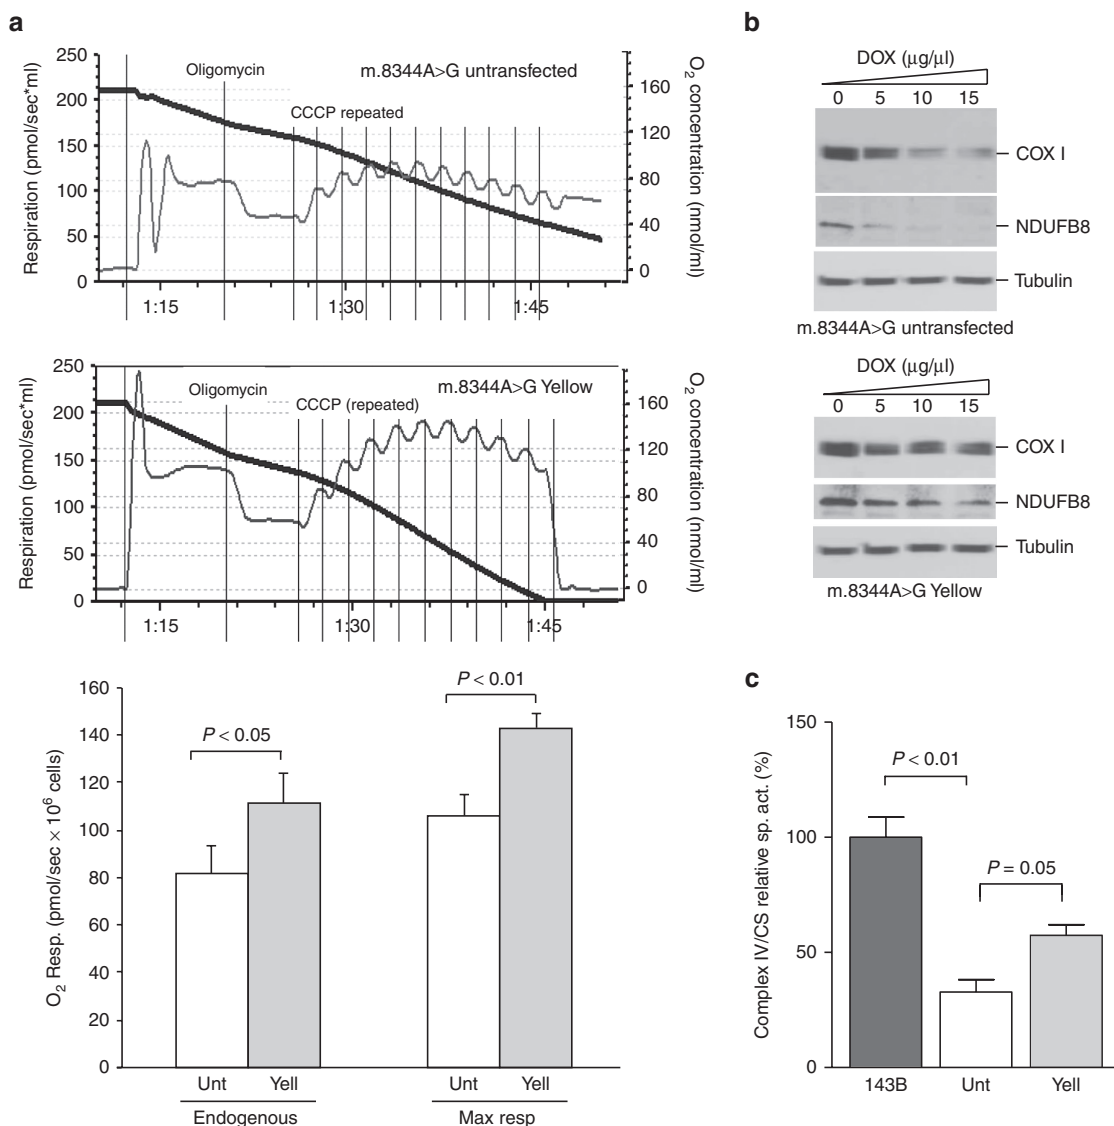 a
m.8344A>G untransfected
Oligomycin
CCCP repeated
Respiration (pmol/sec*ml)
250
200
150
100
50
0
O2 concentration (nmol/ml)
160
120
80
40
0
1:15 1:30 1:45
m.8344A>G Yellow
Oligomycin
CCCP (repeated)
Respiration (pmol/sec*ml)
250
200
150
100
50
0
O2 concentration (nmol/ml)
160
120
80
40
0
1:15 1:30 1:45
O2 Resp. (pmol/sec × 10⁶ cells)
160
140
120
100
80
60
40
20
0
P < 0.05
P < 0.01
Unt Yell Unt Yell
Endogenous Max resp
b
DOX (µg/µl)
0 5 10 15
COX I
NDUFB8
Tubulin
m.8344A>G untransfected
DOX (µg/µl)
0 5 10 15
COX I
NDUFB8
Tubulin
m.8344A>G Yellow
c
Complex IV/CS relative sp. act. (%)
150
100
50
0
P < 0.01
P = 0.05
143B Unt Yell